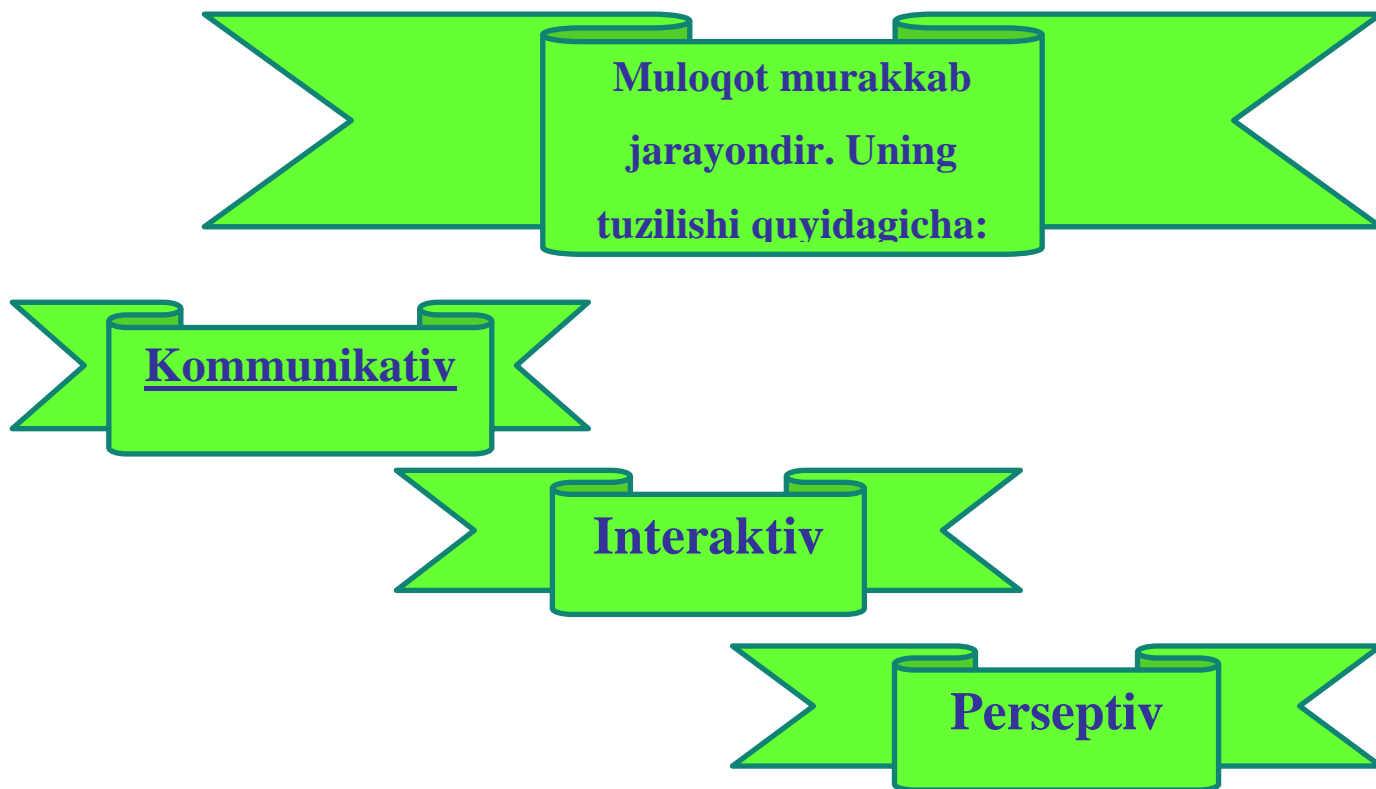 Muloqot murakkab
jarayondir. Uning
tuzilishi quyidagicha:
Kommunikativ
Interaktiv
Perseptiv